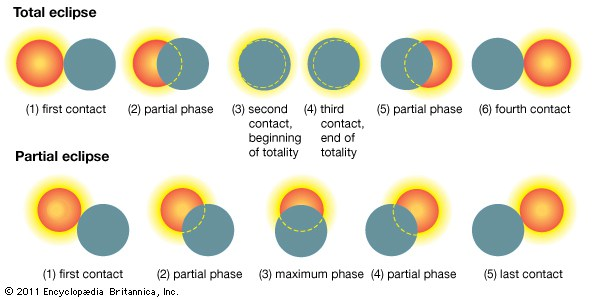 Total eclipse
(1) first contact
(2) partial phase
(3) second
contact,
beginning
of totality
(4) third
contact,
end of
totality
(5) partial phase
(6) fourth contact
Partial eclipse
(1) first contact
(2) partial phase
(3) maximum phase
(4) partial phase
(5) last contact
© 2011 Encyclopædia Britannica, Inc.